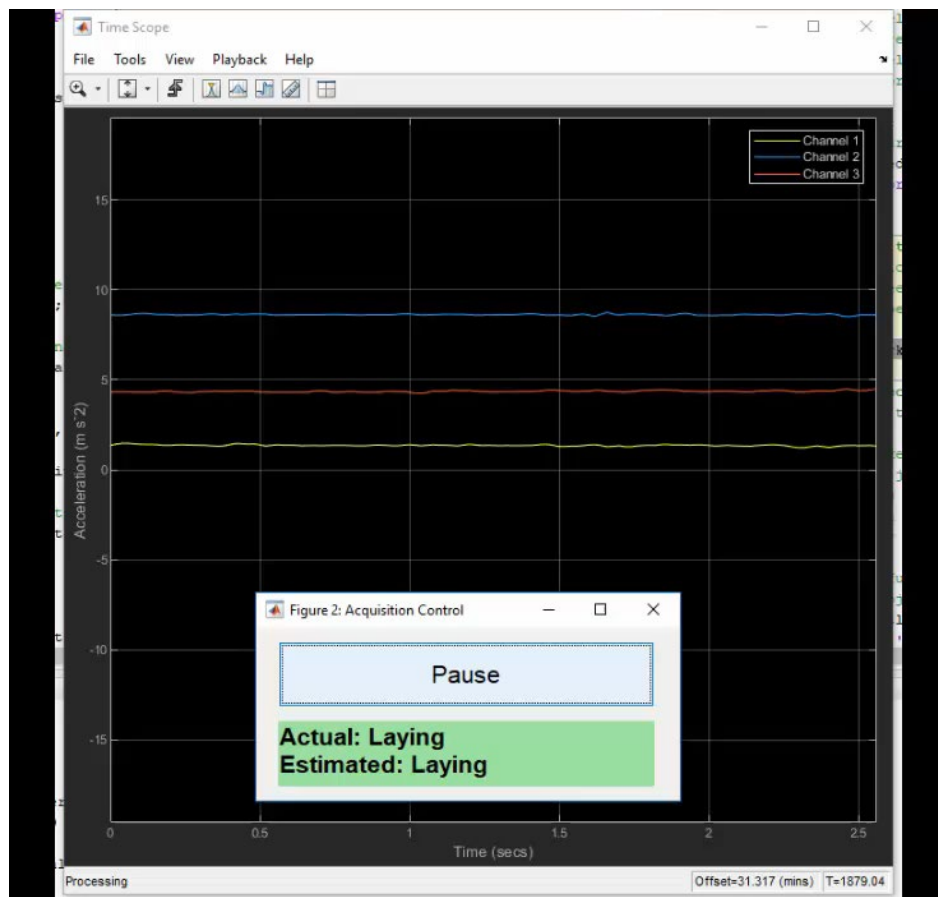 Time Scope
File Tools View Playback Help
Channel 1
Channel 2
Channel 3
15
10
5
0
-5
-10
-15
Acceleration (m s^2)
0 0.5 1 1.5 2 2.5
Time (secs)
Figure 2: Acquisition Control
Pause
Actual: Laying
Estimated: Laying
Processing Offset=31.317 (mins) T=1879.04